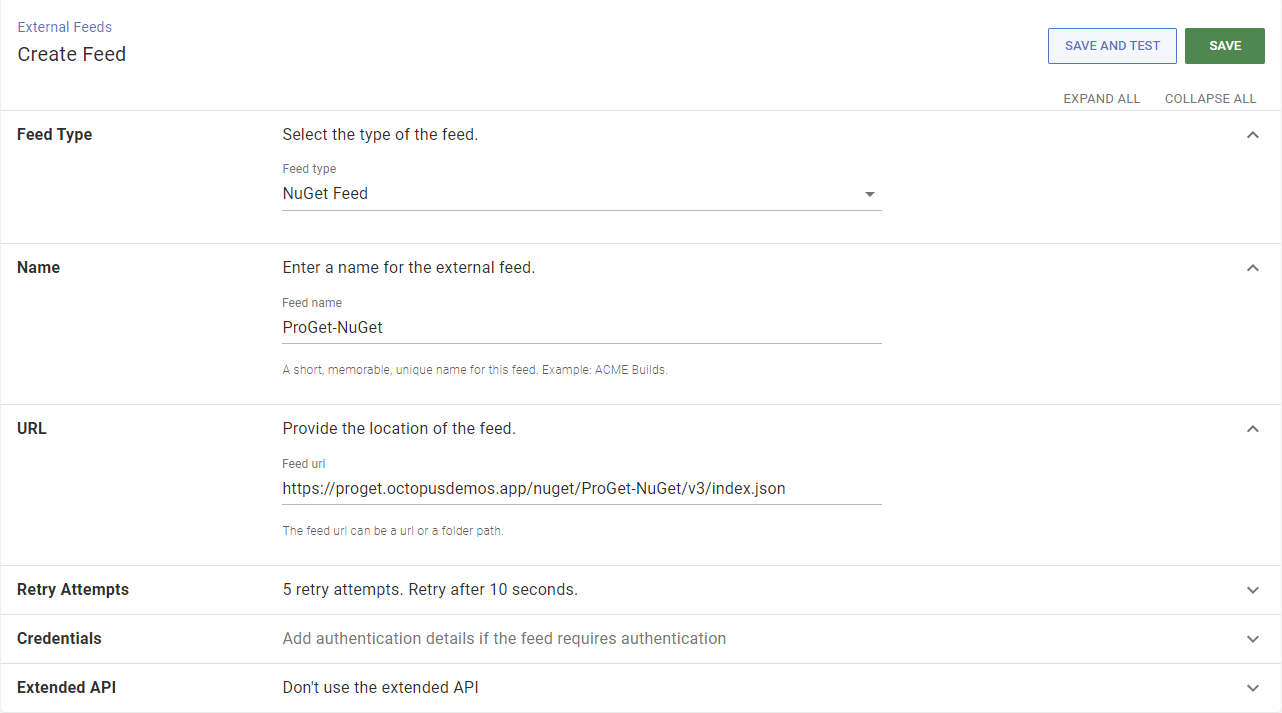 External Feeds
Create Feed
SAVE AND TEST
SAVE
EXPAND ALL
COLLAPSE ALL
Feed Type
Select the type of the feed.
Feed type
NuGet Feed
Name
Enter a name for the external feed.
Feed name
ProGet-NuGet
A short, memorable, unique name for this feed. Example: ACME Builds.
URL
Provide the location of the feed.
Feed url
https://proget.octopusdemos.app/nuget/ProGet-NuGet/v3/index.json
The feed url can be a url or a folder path.
Retry Attempts
5 retry attempts. Retry after 10 seconds.
Credentials
Add authentication details if the feed requires authentication
Extended API
Don't use the extended API